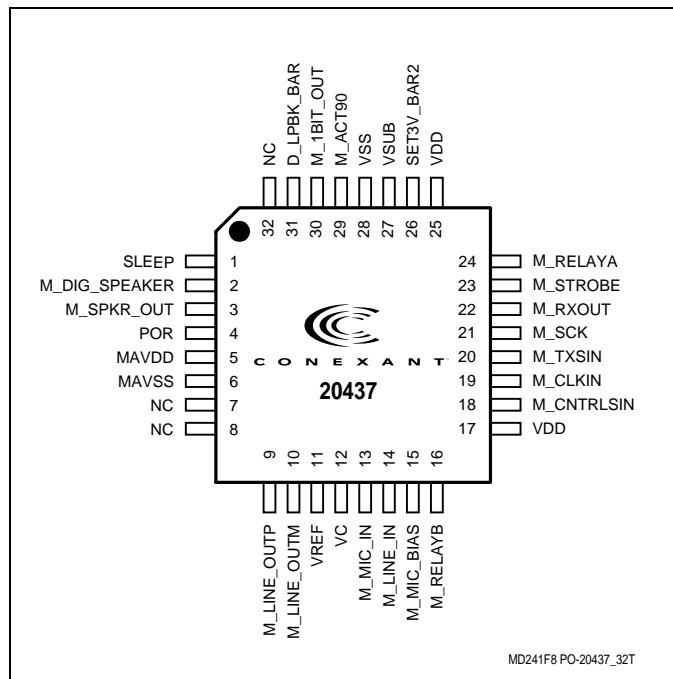 NC
D_LPBK_BAR
M_1BIT_OUT
M_ACT90
VSS
VSUB
SET3V_BAR2
VDD
32
31
30
29
28
27
26
25
SLEEP 1
M_DIG_SPEAKER 2
M_SPKR_OUT 3
POR 4
MAVDD 5
MAVSS 6
NC 7
NC 8
CONEXANT
20437
24 M_RELAYA
23 M_STROBE
22 M_RXOUT
21 M_SCK
20 M_TXSIN
19 M_CLKIN
18 M_CNTRLSIN
17 VDD
9
10
11
12
13
14
15
16
M_LINE_OUTP
M_LINE_OUTM
VREF
VC
M_MIC_IN
M_LINE_IN
M_MIC_BIAS
M_RELAYB
MD241F8 PO-20437_32T